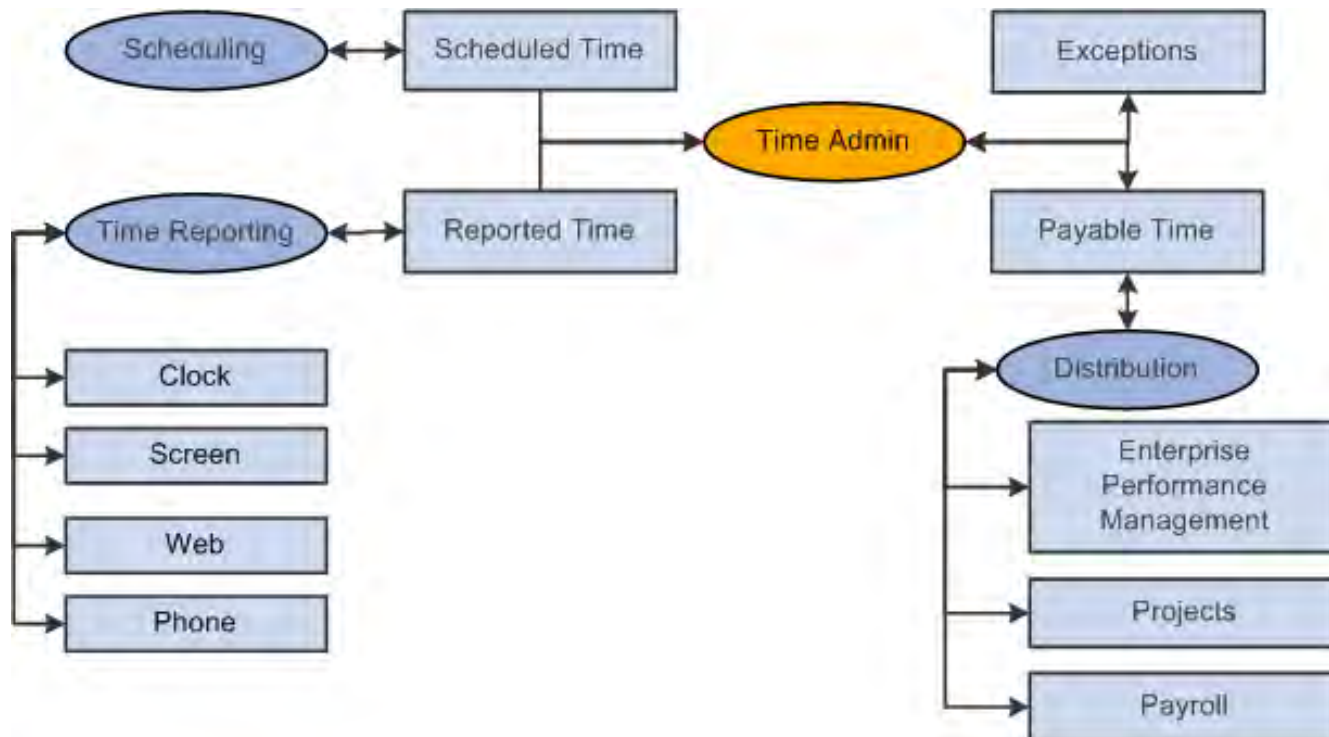 Scheduling
Scheduled Time
Exceptions
Time Admin
Time Reporting
Reported Time
Payable Time
Clock
Screen
Web
Phone
Distribution
Enterprise
Performance
Management
Projects
Payroll